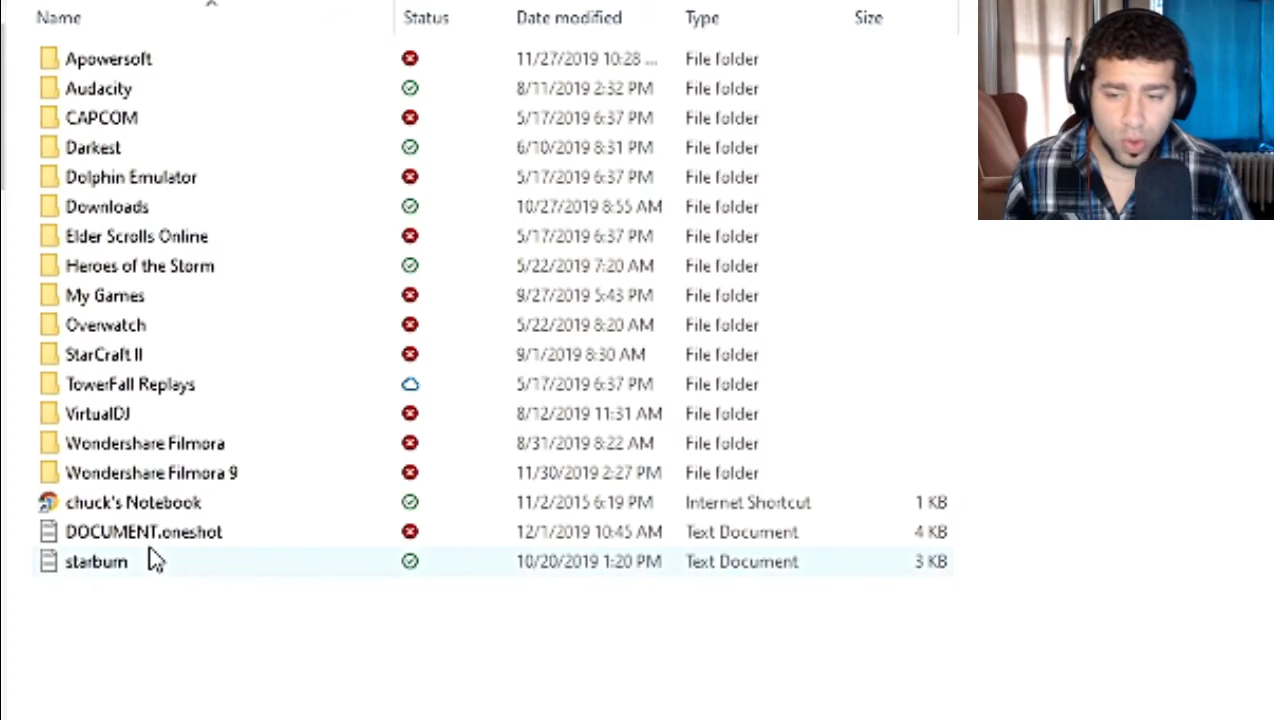 Name Status Date modified Type Size
Apowersoft 11/27/2019 10:28 ... File folder
Audacity 8/11/2019 2:32 PM File folder
CAPCOM 5/17/2019 6:37 PM File folder
Darkest 6/10/2019 8:31 PM File folder
Dolphin Emulator 5/17/2019 6:37 PM File folder
Downloads 10/27/2019 8:55 AM File folder
Elder Scrolls Online 5/17/2019 6:37 PM File folder
Heroes of the Storm 5/22/2019 7:20 AM File folder
My Games 9/27/2019 5:43 PM File folder
Overwatch 5/22/2019 8:20 AM File folder
StarCraft II 9/1/2019 8:30 AM File folder
TowerFall Replays 5/17/2019 6:37 PM File folder
VirtualDJ 8/12/2019 11:31 AM File folder
Wondershare Filmora 8/31/2019 8:22 AM File folder
Wondershare Filmora 9 11/30/2019 2:27 PM File folder
chuck's Notebook 11/2/2015 6:19 PM Internet Shortcut 1 KB
DOCUMENT.oneshot 12/1/2019 10:45 AM Text Document 4 KB
starburn 10/20/2019 1:20 PM Text Document 3 KB